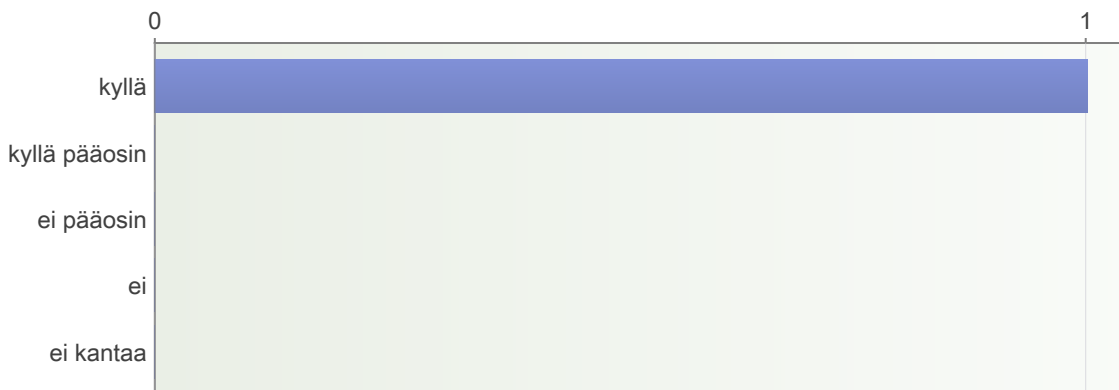 0 1
kyllä
kyllä pääosin
ei pääosin
ei
ei kantaa